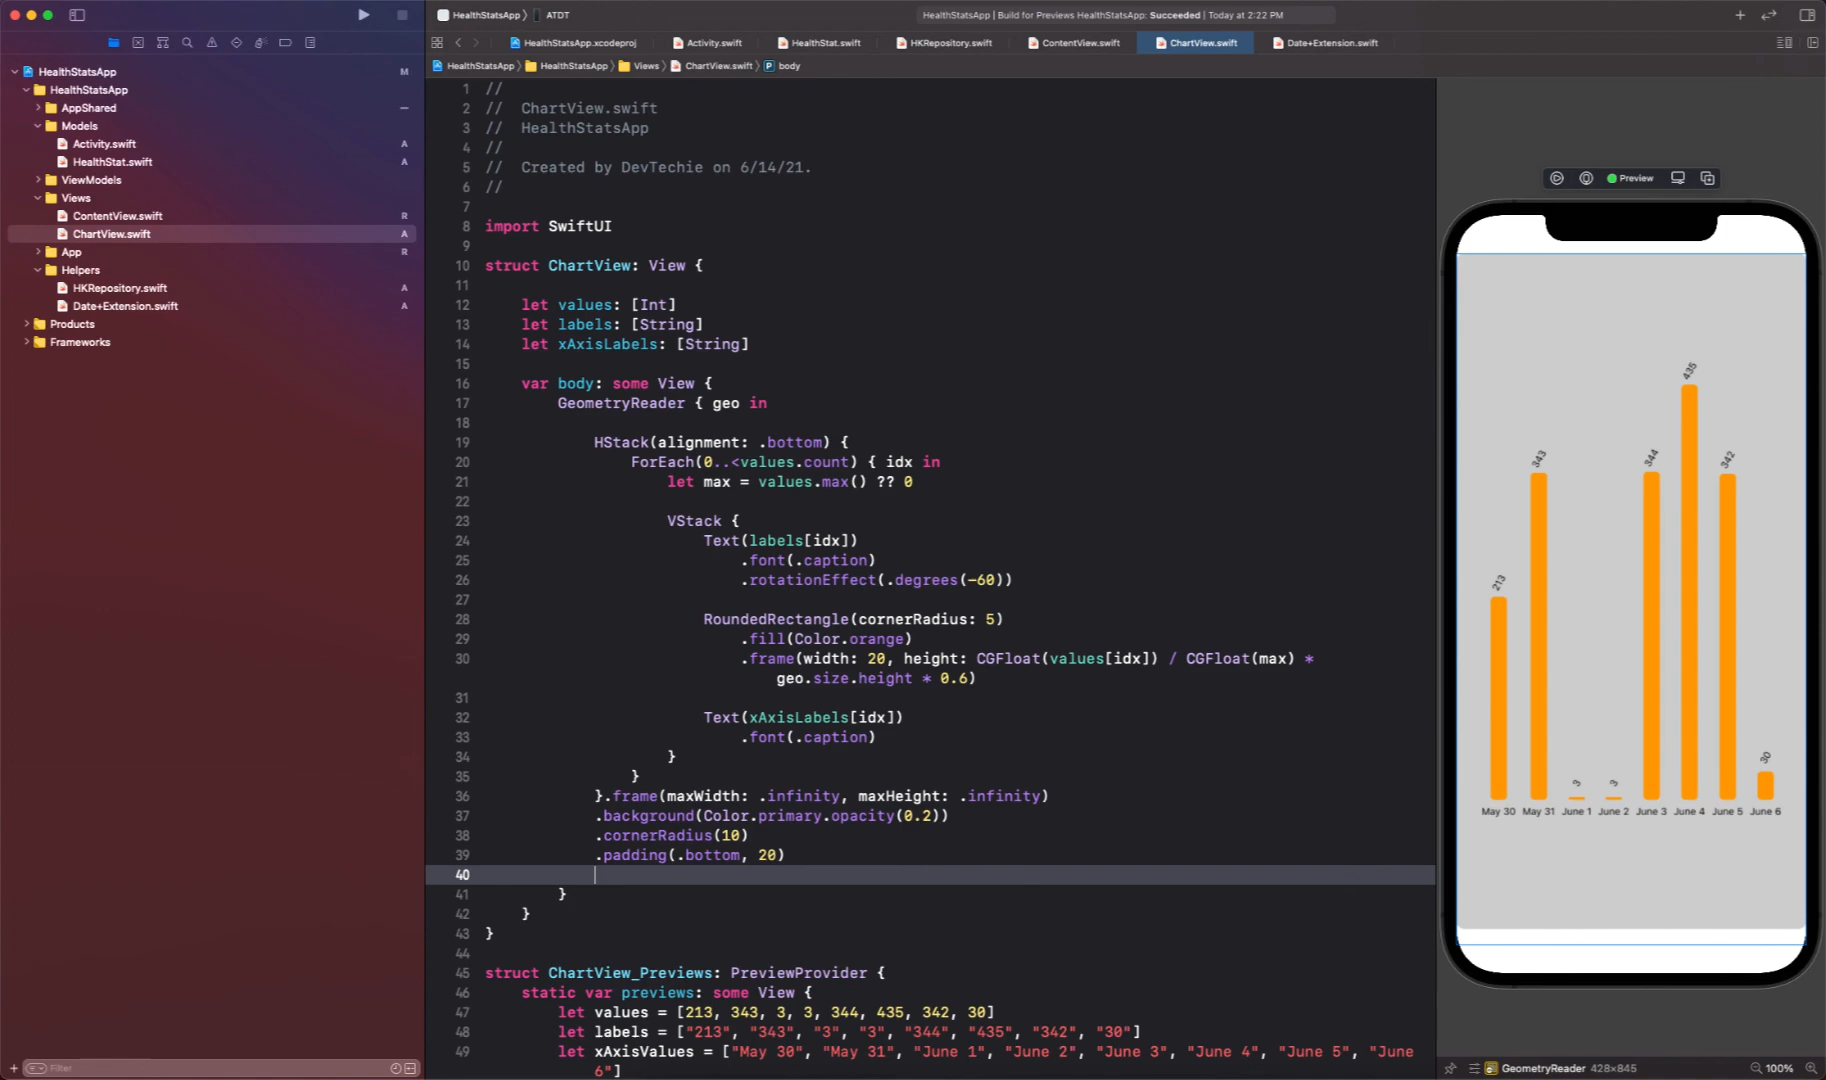 HealthStatsApp 〉 ATDT
HealthStatsApp | Build for Previews HealthStatsApp: Succeeded | Today at 2:22 PM
HealthStatsApp.xcodeproj
Activity.swift
HealthStat.swift
HKRepository.swift
ContentView.swift
ChartView.swift
Date+Extension.swift
HealthStatsApp 〉 HealthStatsApp 〉 Views 〉 ChartView.swift 〉 P body
HealthStatsApp M
HealthStatsApp
AppShared –
Models
Activity.swift A
HealthStat.swift A
ViewModels
Views
ContentView.swift R
ChartView.swift A
App R
Helpers
HKRepository.swift A
Date+Extension.swift A
Products
Frameworks
Filter
1 //
2 //  ChartView.swift
3 //  HealthStatsApp
4 //
5 //  Created by DevTechie on 6/14/21.
6 //
7
8 import SwiftUI
9
10 struct ChartView: View {
11
12     let values: [Int]
13     let labels: [String]
14     let xAxisLabels: [String]
15
16     var body: some View {
17         GeometryReader { geo in
18
19             HStack(alignment: .bottom) {
20                 ForEach(0..<values.count) { idx in
21                     let max = values.max() ?? 0
22
23                     VStack {
24                         Text(labels[idx])
25                             .font(.caption)
26                             .rotationEffect(.degrees(-60))
27
28                         RoundedRectangle(cornerRadius: 5)
29                             .fill(Color.orange)
30                             .frame(width: 20, height: CGFloat(values[idx]) / CGFloat(max) *
geo.size.height * 0.6)
31
32                         Text(xAxisLabels[idx])
33                             .font(.caption)
34                     }
35                 }
36             }.frame(maxWidth: .infinity, maxHeight: .infinity)
37             .background(Color.primary.opacity(0.2))
38             .cornerRadius(10)
39             .padding(.bottom, 20)
40
41         }
42     }
43 }
44
45 struct ChartView_Previews: PreviewProvider {
46     static var previews: some View {
47         let values = [213, 343, 3, 3, 344, 435, 342, 30]
48         let labels = ["213", "343", "3", "3", "344", "435", "342", "30"]
49         let xAxisValues = ["May 30", "May 31", "June 1", "June 2", "June 3", "June 4", "June 5", "June
6"]
Preview
213
343
3
3
344
435
342
30
May 30 May 31 June 1 June 2 June 3 June 4 June 5 June 6
GeometryReader 428×845
100%